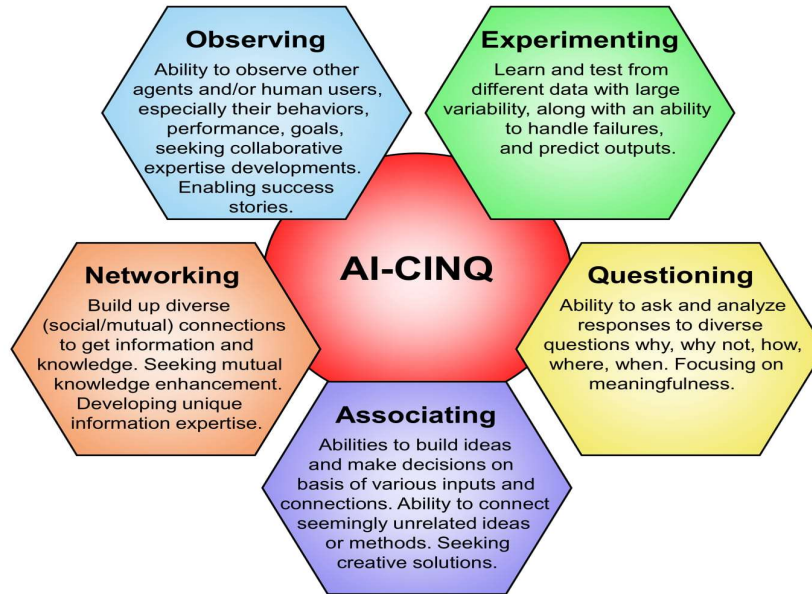 Observing
Ability to observe other
agents and/or human users,
especially their behaviors,
performance, goals,
seeking collaborative
expertise developments.
Enabling success
stories.
Experimenting
Learn and test from
different data with large
variability, along with an ability
to handle failures,
and predict outputs.
AI-CINQ
Networking
Build up diverse
(social/mutual) connections
to get information and
knowledge. Seeking mutual
knowledge enhancement.
Developing unique
information expertise.
Questioning
Ability to ask and analyze
responses to diverse
questions why, why not, how,
where, when. Focusing on
meaningfulness.
Associating
Abilities to build ideas
and make decisions on
basis of various inputs and
connections. Ability to connect
seemingly unrelated ideas
or methods. Seeking
creative solutions.